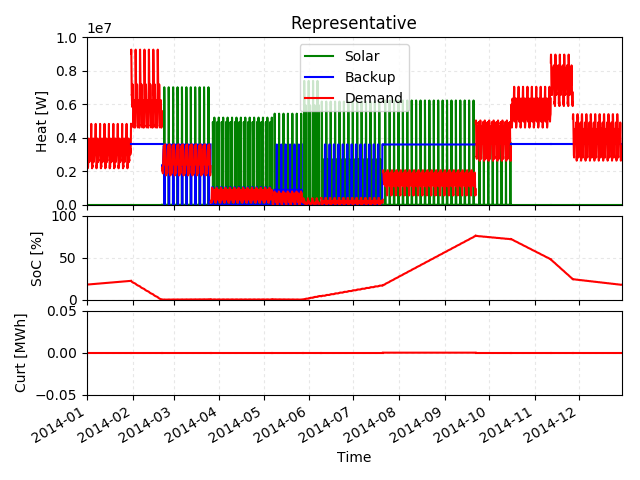 Representative
1e7
1.0
0.8
0.6
0.4
0.2
0.0
Heat [W]
Solar
Backup
Demand
100
50
0
SoC [%]
0.05
0.00
−0.05
Curt [MWh]
2014-01
2014-02
2014-03
2014-04
2014-05
2014-06
2014-07
2014-08
2014-09
2014-10
2014-11
2014-12
Time